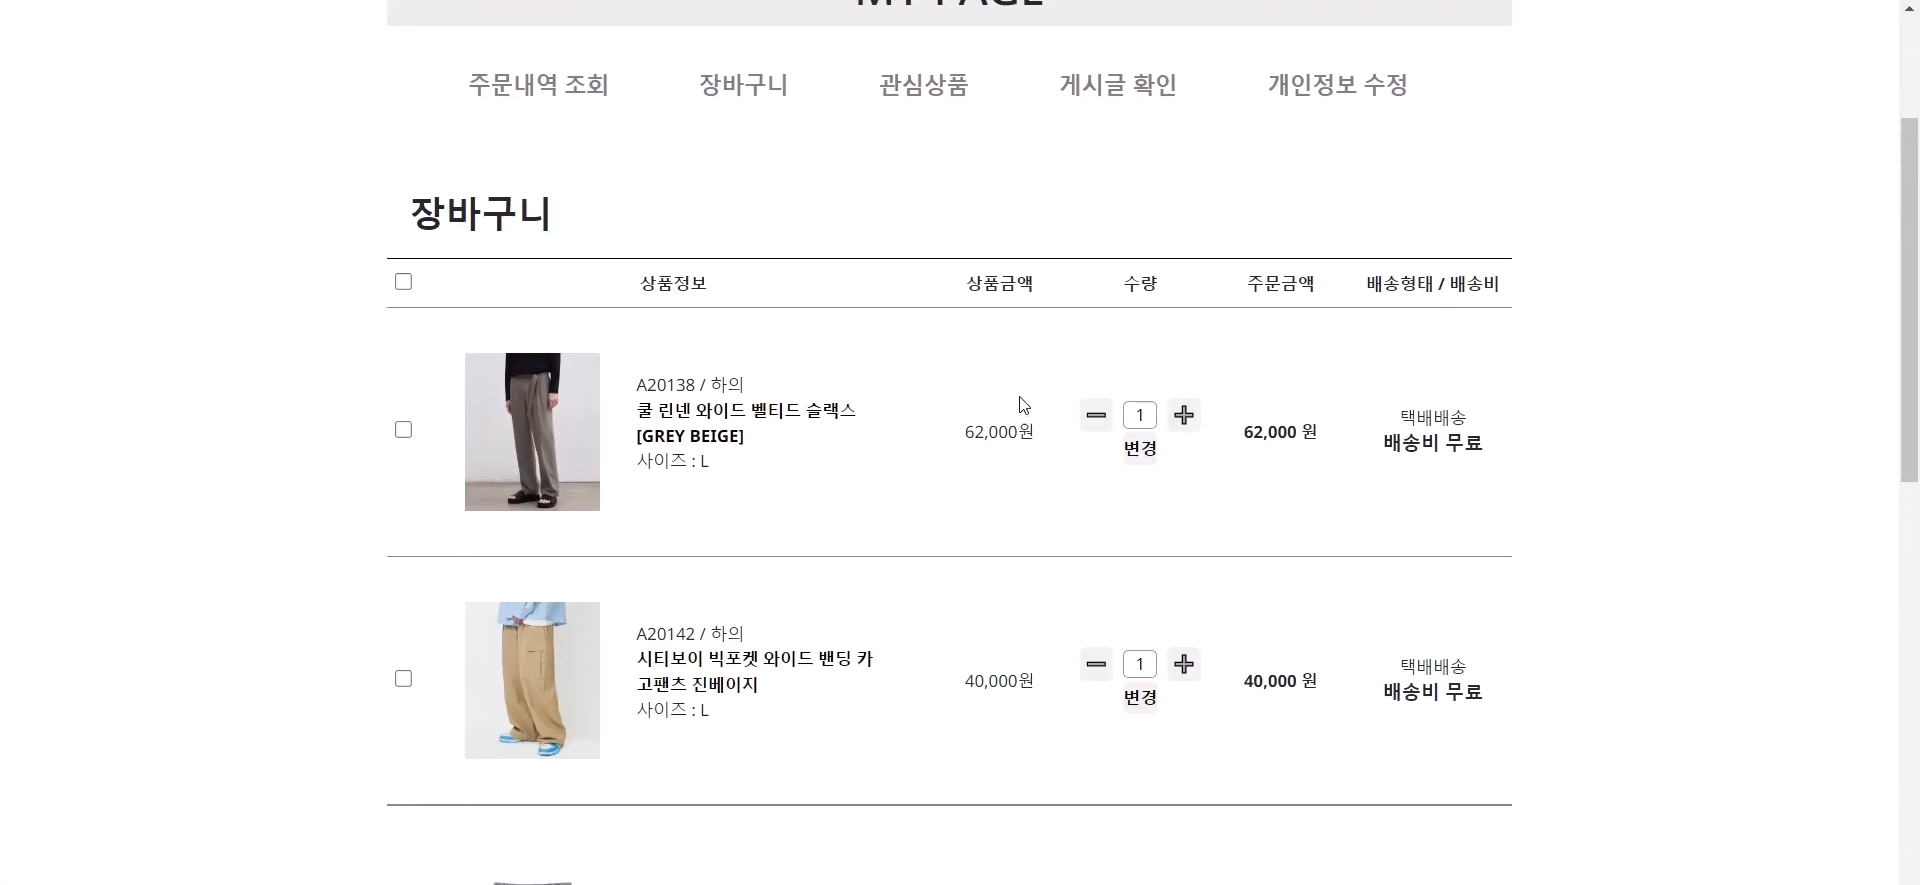 MY PAGE
주문내역 조회 장바구니 관심상품 게시글 확인 개인정보 수정
장바구니
상품정보 상품금액 수량 주문금액 배송형태 / 배송비
A20138 / 하의
쿨 린넨 와이드 벨티드 슬랙스
[GREY BEIGE]
사이즈 : L
62,000원
1
변경
62,000 원
택배배송
배송비 무료
A20142 / 하의
시티보이 빅포켓 와이드 밴딩 카
고팬츠 진베이지
사이즈 : L
40,000원
1
변경
40,000 원
택배배송
배송비 무료